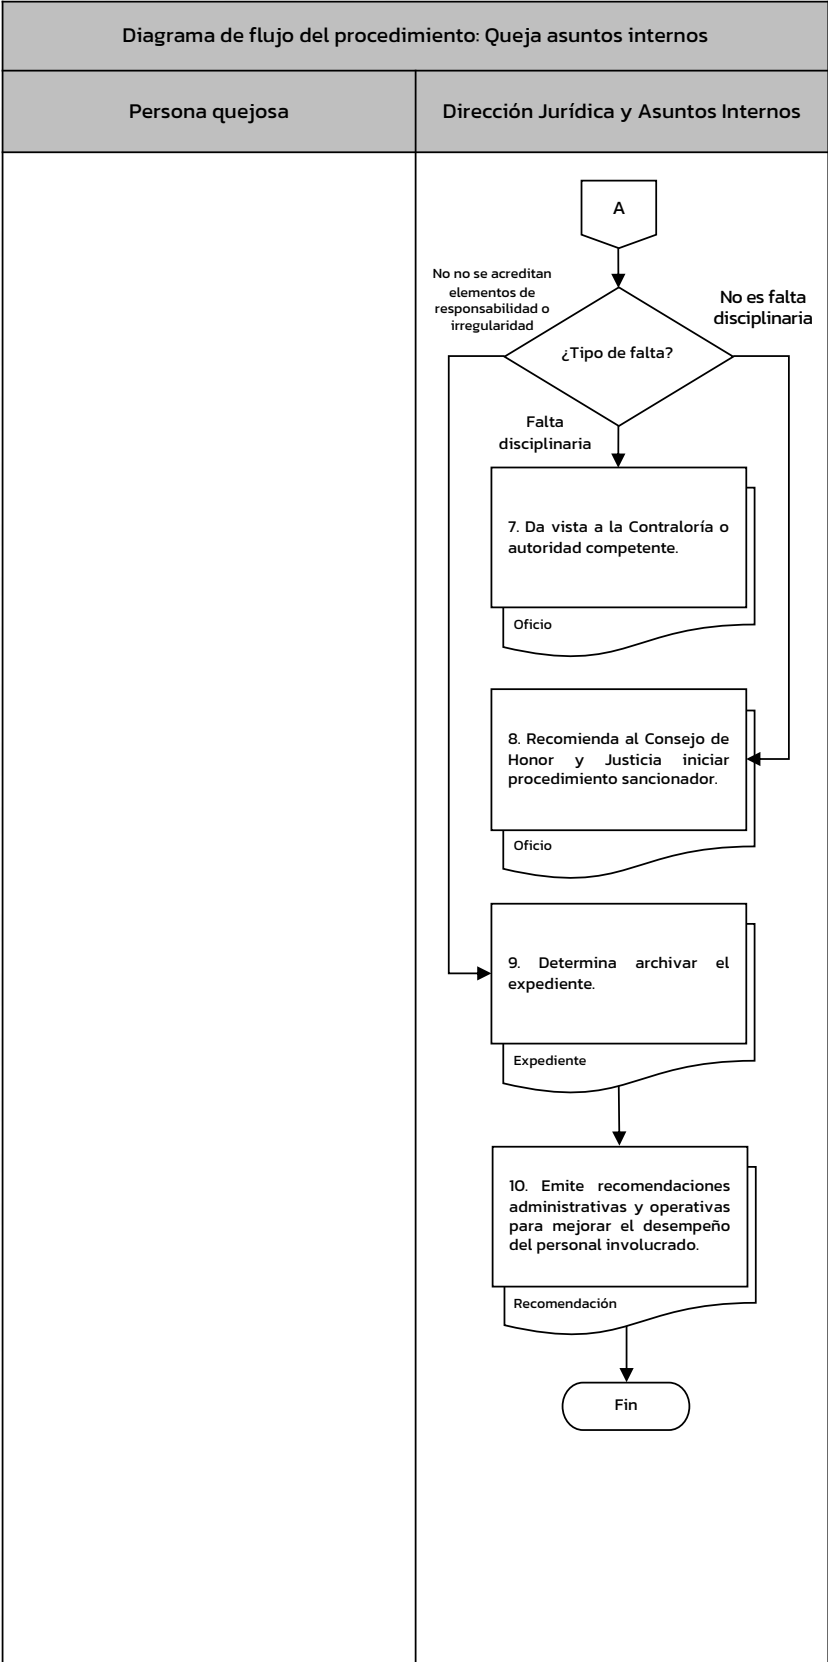 Diagrama de flujo del procedimiento: Queja asuntos internos
Persona quejosa
Dirección Jurídica y Asuntos Internos
A
No no se acreditan
elementos de
responsabilidad o
irregularidad
No es falta
disciplinaria
¿Tipo de falta?
Falta
disciplinaria
7. Da vista a la Contraloría o
autoridad competente.
Oficio
8. Recomienda al Consejo de
Honor y Justicia iniciar
procedimiento sancionador.
Oficio
9. Determina archivar el
expediente.
Expediente
10. Emite recomendaciones
administrativas y operativas
para mejorar el desempeño
del personal involucrado.
Recomendación
Fin